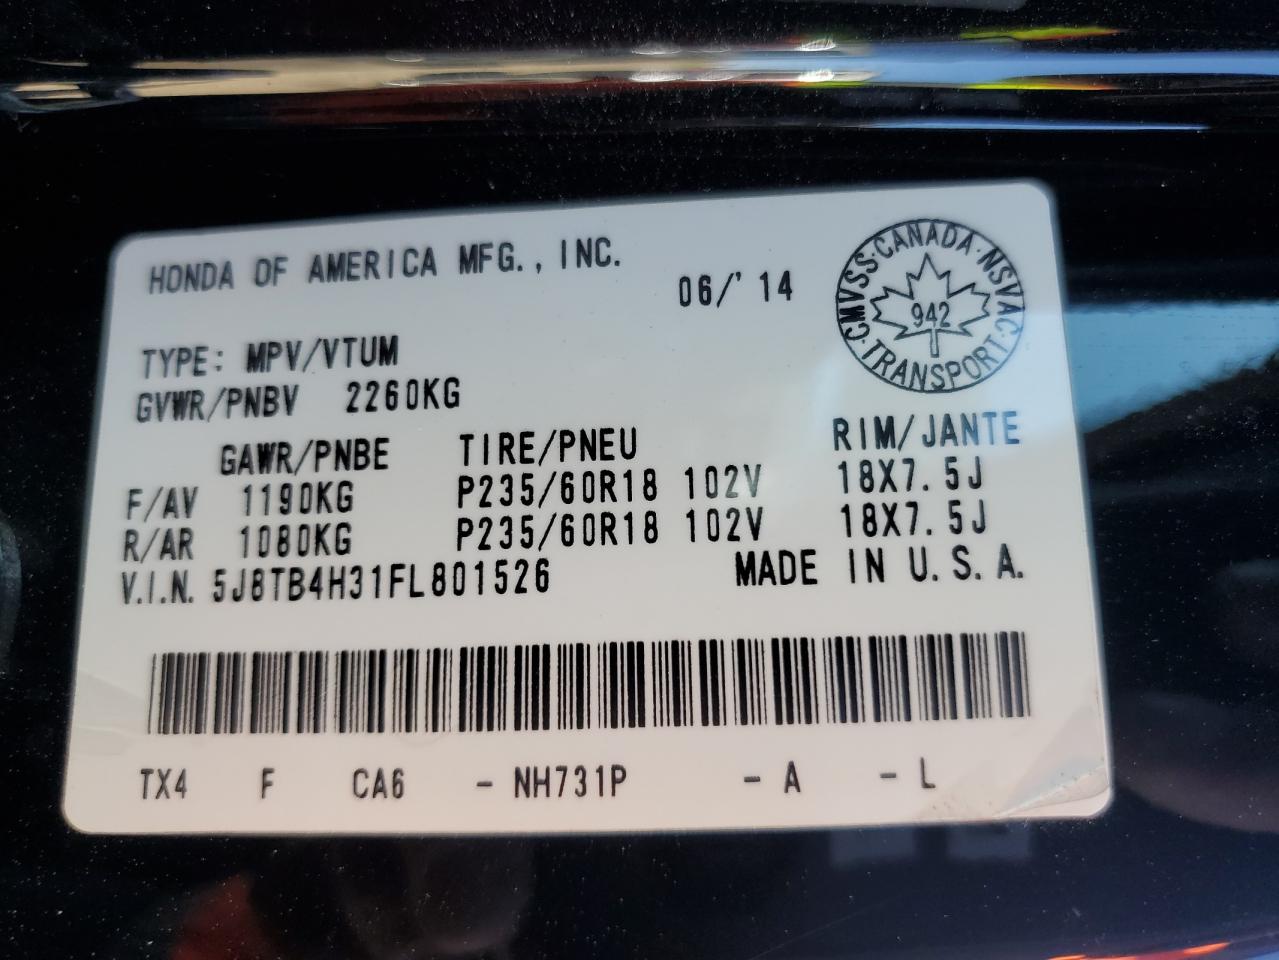 HONDA OF AMERICA MFG., INC.
06/'14
CMVSS·CANADA·NSVAC·TRANSPORT·
942
TYPE: MPV/VTUM
GVWR/PNBV 2260KG
GAWR/PNBE TIRE/PNEU RIM/JANTE
F/AV 1190KG P235/60R18 102V 18X7.5J
R/AR 1080KG P235/60R18 102V 18X7.5J
V.I.N. 5J8TB4H31FL801526 MADE IN U.S.A.
TX4 F CA6 - NH731P - A - L